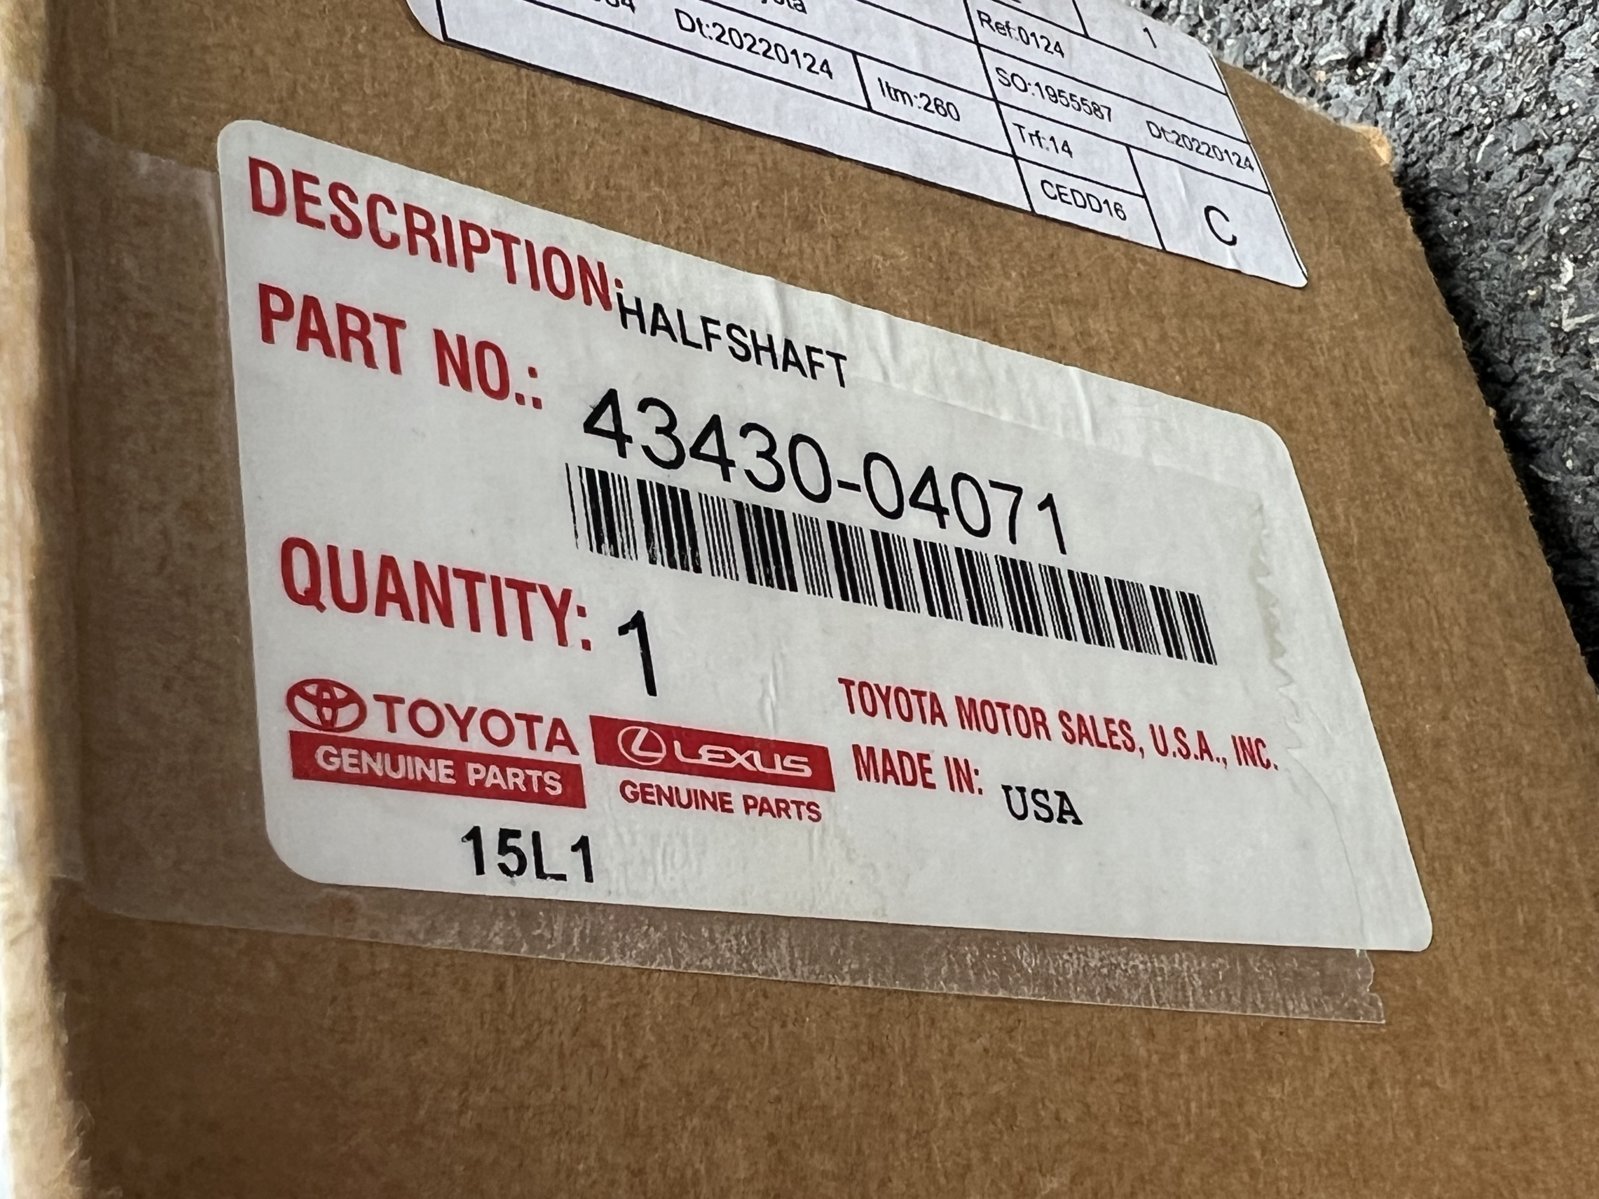 Dt:20220124
Itm:260
Ref:0124
1
SO:1955587
Dt:20220124
Trf:14
CEDD16
C
DESCRIPTION: HALFSHAFT
PART NO.: 43430-04071
QUANTITY: 1
TOYOTA
GENUINE PARTS
LEXUS
GENUINE PARTS
TOYOTA MOTOR SALES, U.S.A., INC.
MADE IN: USA
15L1